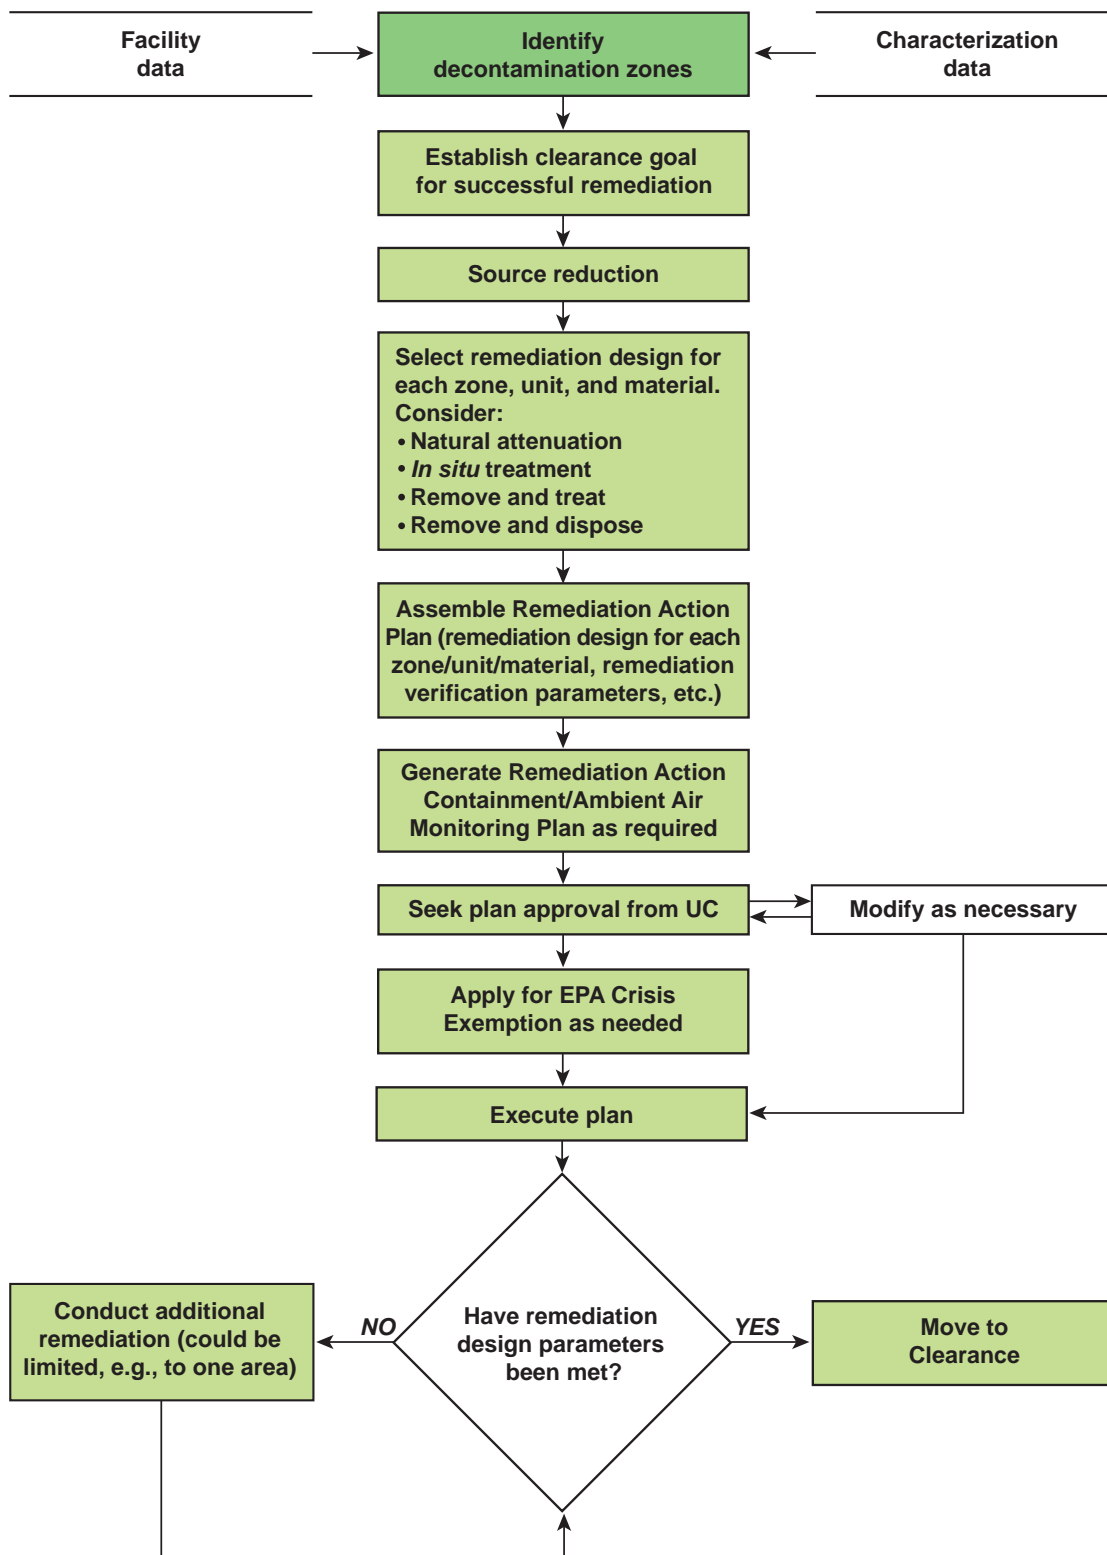 Facility
data
Identify
decontamination zones
Characterization
data
Establish clearance goal
for successful remediation
Source reduction
Select remediation design for
each zone, unit, and material.
Consider:
• Natural attenuation
• In situ treatment
• Remove and treat
• Remove and dispose
Assemble Remediation Action
Plan (remediation design for each
zone/unit/material, remediation
verification parameters, etc.)
Generate Remediation Action
Containment/Ambient Air
Monitoring Plan as required
Seek plan approval from UC
Modify as necessary
Apply for EPA Crisis
Exemption as needed
Execute plan
Conduct additional
remediation (could be
limited, e.g., to one area)
NO
Have remediation
design parameters
been met?
YES
Move to
Clearance